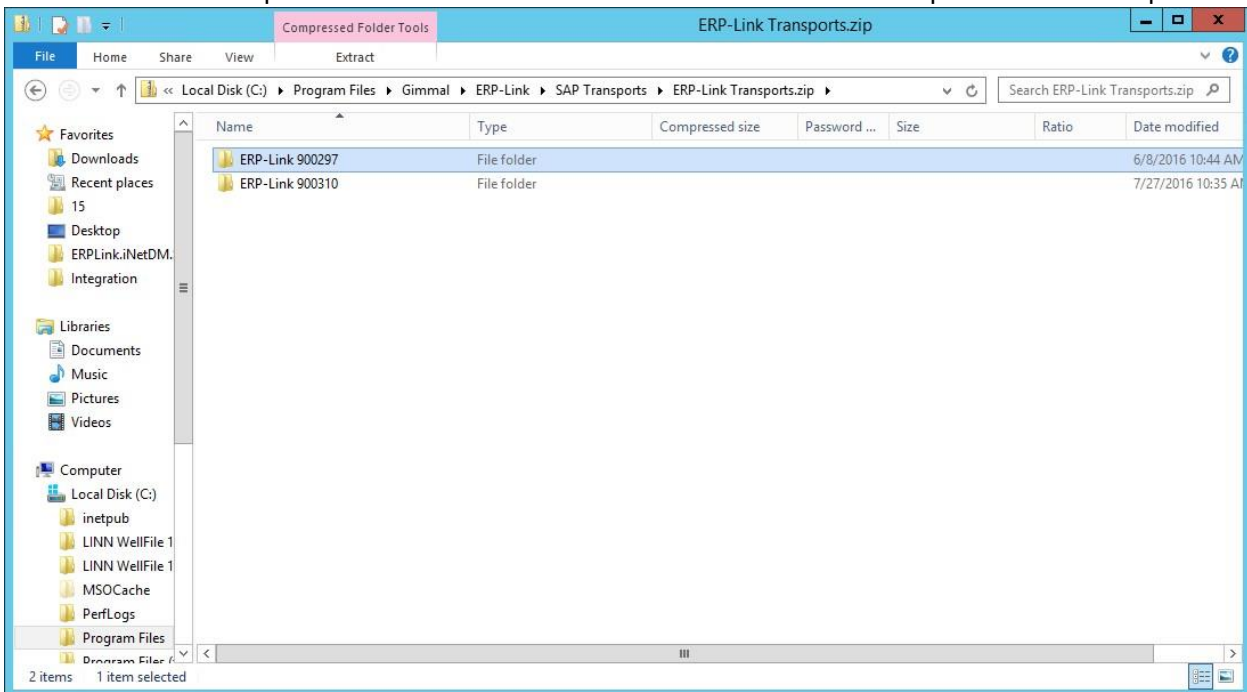 Compressed Folder Tools
ERP-Link Transports.zip
File Home Share View Extract
« Local Disk (C:) Program Files Gimmal ERP-Link SAP Transports ERP-Link Transports.zip
Search ERP-Link Transports.zip
Name Type Compressed size Password ... Size Ratio Date modified
ERP-Link 900297 File folder 6/8/2016 10:44 AM
ERP-Link 900310 File folder 7/27/2016 10:35 AM
Favorites
Downloads
Recent places
15
Desktop
ERPLink.iNetDM.
Integration
Libraries
Documents
Music
Pictures
Videos
Computer
Local Disk (C:)
inetpub
LINN WellFile 1
LINN WellFile 1
MSOCache
PerfLogs
Program Files
Program Files (
2 items 1 item selected